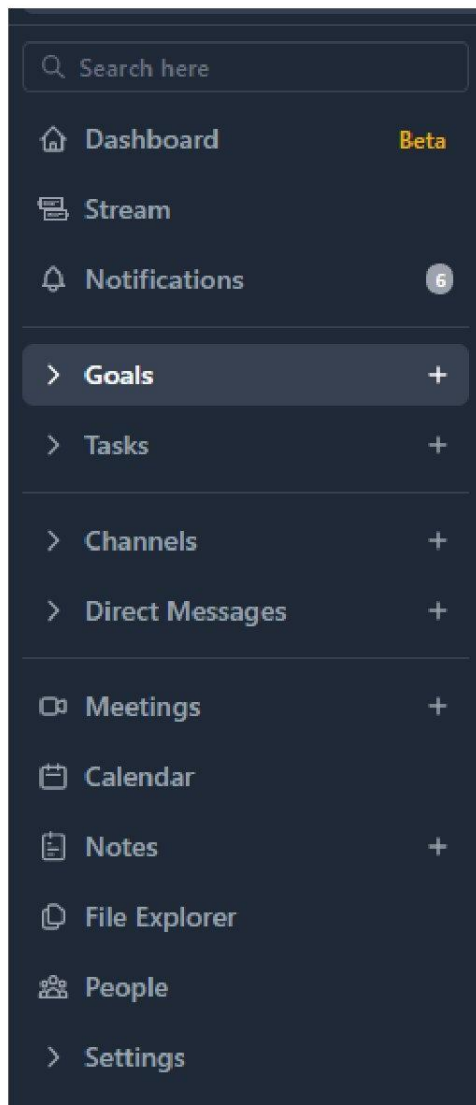 Search here
Dashboard Beta
Stream
Notifications 6
Goals +
Tasks +
Channels +
Direct Messages +
Meetings +
Calendar
Notes +
File Explorer
People
Settings